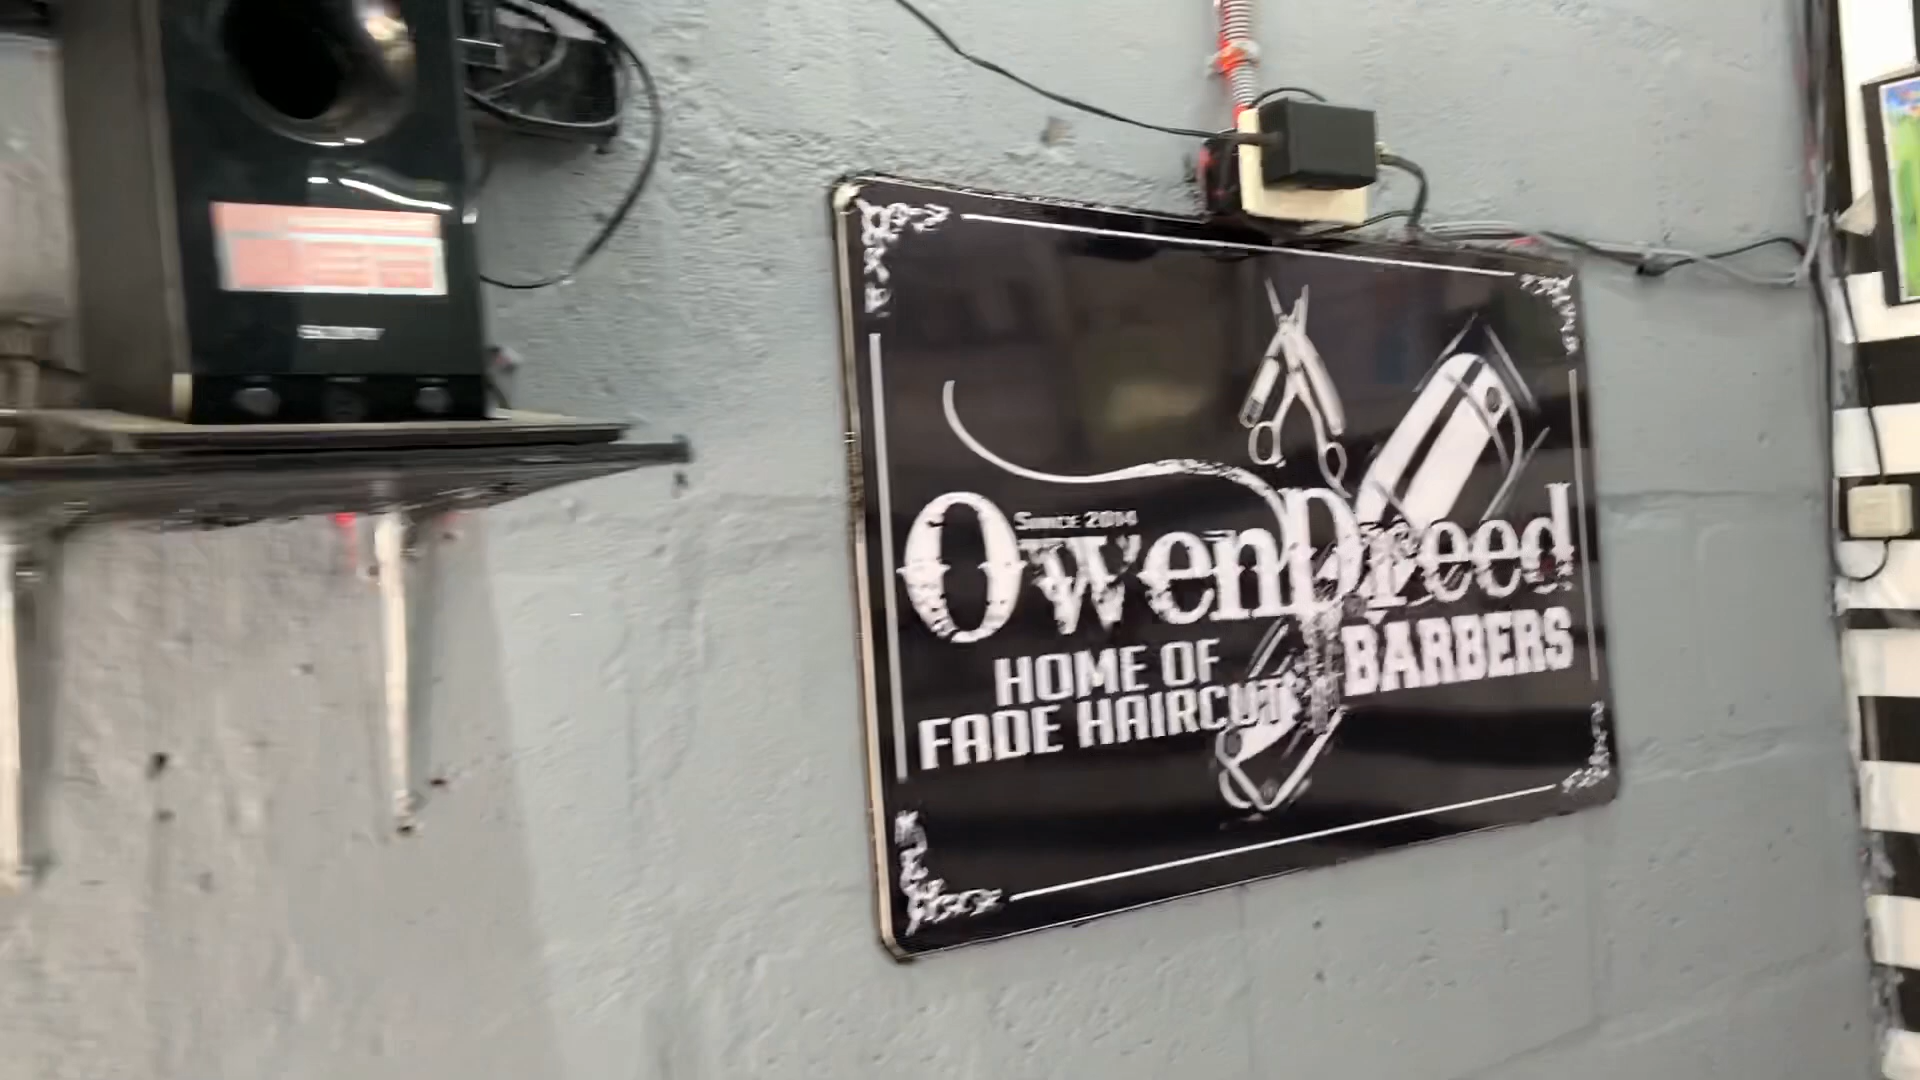 SINCE 2014
OwenDreed
BARBERS
HOME OF
FADE HAIRCUT